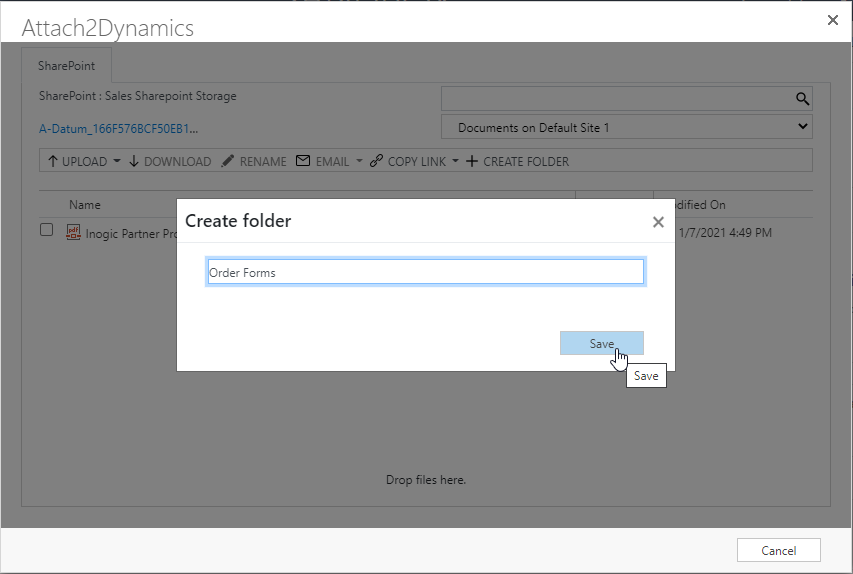 Attach2Dynamics
SharePoint
SharePoint : Sales Sharepoint Storage
A-Datum_166F576BCF50EB1...
Documents on Default Site 1
UPLOAD DOWNLOAD RENAME EMAIL COPY LINK CREATE FOLDER
Name dified On
pdf Inogic Partner Pro 1/7/2021 4:49 PM
Create folder
Order Forms
Save
Save
Drop files here.
Cancel